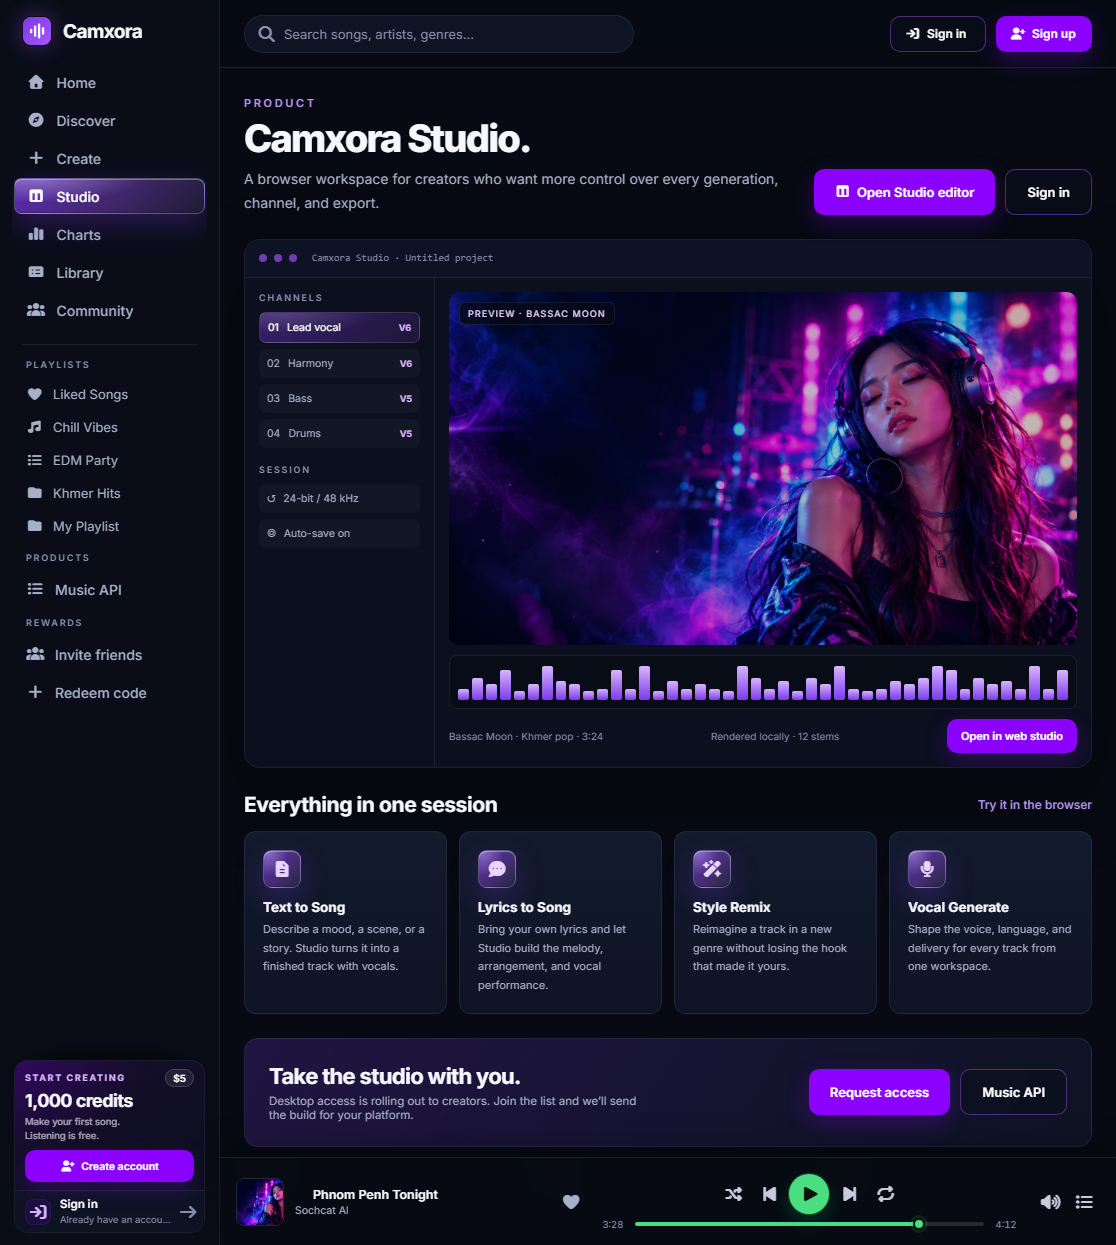 Camxora
Search songs, artists, genres...
Sign in
Sign up
Home
Discover
Create
Studio
Charts
Library
Community
PLAYLISTS
Liked Songs
Chill Vibes
EDM Party
Khmer Hits
My Playlist
PRODUCTS
Music API
REWARDS
Invite friends
Redeem code
START CREATING
$5
1,000 credits
Make your first song.
Listening is free.
Create account
Sign in
Already have an accou...
PRODUCT
Camxora Studio.
A browser workspace for creators who want more control over every generation,
channel, and export.
Open Studio editor
Sign in
Camxora Studio · Untitled project
CHANNELS
01 Lead vocal V6
02 Harmony V6
03 Bass V5
04 Drums V5
SESSION
24-bit / 48 kHz
Auto-save on
PREVIEW · BASSAC MOON
Bassac Moon · Khmer pop · 3:24
Rendered locally · 12 stems
Open in web studio
Everything in one session
Try it in the browser
Text to Song
Describe a mood, a scene, or a
story. Studio turns it into a
finished track with vocals.
Lyrics to Song
Bring your own lyrics and let
Studio build the melody,
arrangement, and vocal
performance.
Style Remix
Reimagine a track in a new
genre without losing the hook
that made it yours.
Vocal Generate
Shape the voice, language, and
delivery for every track from
one workspace.
Take the studio with you.
Desktop access is rolling out to creators. Join the list and we'll send
the build for your platform.
Request access
Music API
Phnom Penh Tonight
Sochcat AI
3:28
4:12